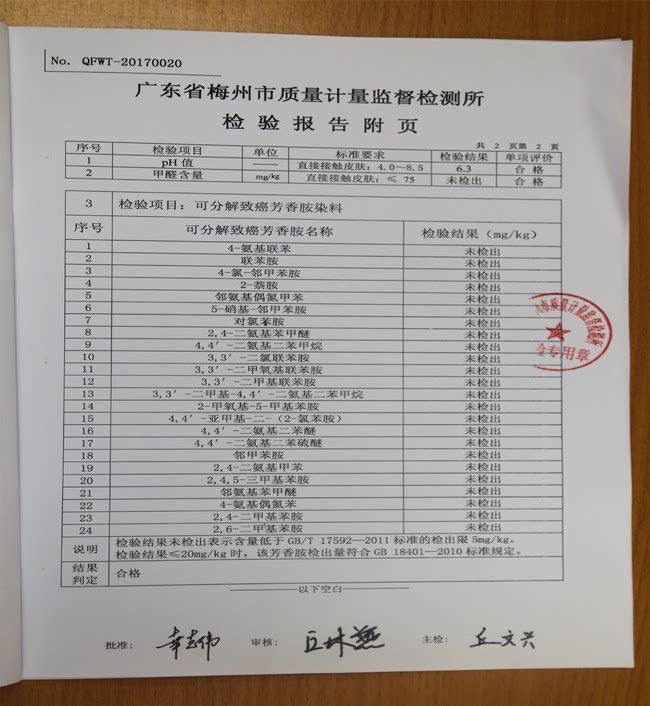 No. QFWT-20170020
广东省梅州市质量计量监督检测所
检验报告附页
共 2 页第 2 页
序号 检验项目 单位 标准要求 检验结果 单项评价
1 pH 值 —— 直接接触皮肤：4.0～8.5 6.3 合格
2 甲醛含量 mg/kg 直接接触皮肤：≤ 75 未检出 合格
3 检验项目：可分解致癌芳香胺染料
序号 可分解致癌芳香胺名称 检验结果（mg/kg）
1 4-氨基联苯 未检出
2 联苯胺 未检出
3 4-氯-邻甲苯胺 未检出
4 2-萘胺 未检出
5 邻氨基偶氮甲苯 未检出
6 5-硝基-邻甲苯胺 未检出
7 对氯苯胺 未检出
8 2,4-二氨基苯甲醚 未检出
9 4,4′-二氨基二苯甲烷 未检出
10 3,3′-二氯联苯胺 未检出
11 3,3′-二甲氧基联苯胺 未检出
12 3,3′-二甲基联苯胺 未检出
13 3,3′-二甲基-4,4′-二氨基二苯甲烷 未检出
14 2-甲氧基-5-甲基苯胺 未检出
15 4,4′-亚甲基-二-（2-氯苯胺） 未检出
16 4,4′-二氨基二苯醚 未检出
17 4,4′-二氨基二苯硫醚 未检出
18 邻甲苯胺 未检出
19 2,4-二氨基甲苯 未检出
20 2,4,5-三甲基苯胺 未检出
21 邻氨基苯甲醚 未检出
22 4-氨基偶氮苯 未检出
23 2,4-二甲基苯胺 未检出
24 2,6-二甲基苯胺 未检出
说明 检验结果未检出表示含量低于 GB/T 17592—2011 标准的检出限 5mg/kg。
检验结果≤20mg/kg 时，该芳香胺检出量符合 GB 18401—2010 标准规定。
结果判定 合格
以下空白
市质量计量监督检测所
专用章
批准： 审核： 主检： 丘文兴